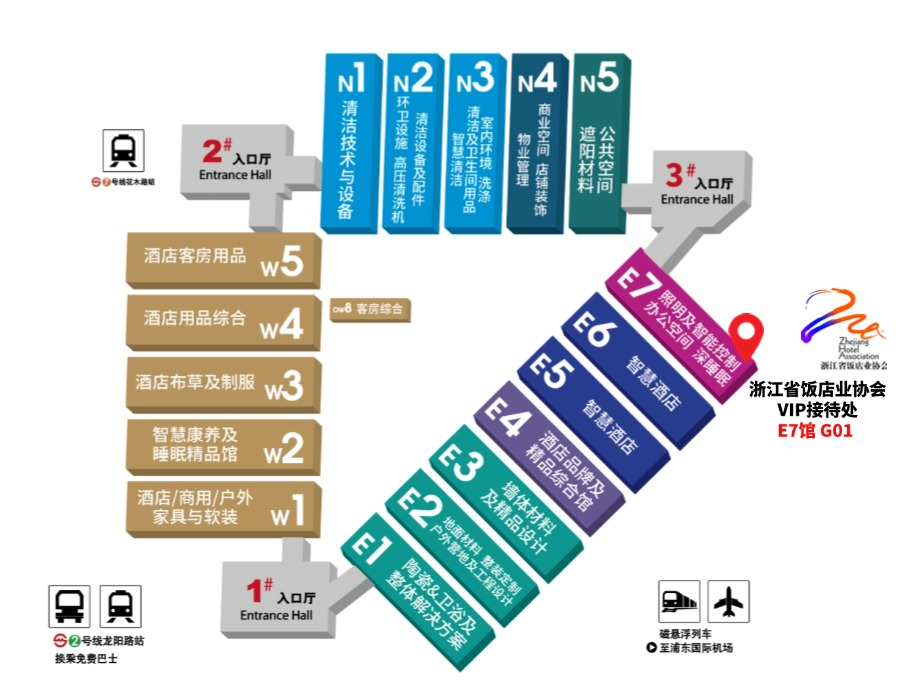 N1
清洁技术与设备
N2
清洁设备及配件
环卫设施 高压清洗机
N3
室内环境 洗涤
清洁及卫生间用品
智慧清洁
N4
商业空间 店铺装饰
物业管理
N5
公共空间
遮阳材料
7号线花木路站
2# 入口厅
Entrance Hall
3# 入口厅
Entrance Hall
酒店客房用品 W5
酒店用品综合 W4
OW8 客房综合
酒店布草及制服 W3
智慧康养及
睡眠精品馆 W2
酒店/商用/户外
家具与软装 W1
E7
照明及智能控制
办公空间 深睡眠
E6
智慧酒店
E5
智慧酒店
E4
酒店品牌及
精品综合馆
E3
墙体材料
及精品设计
E2
地面材料 整装定制
户外营地及工程设计
E1
陶瓷&卫浴及
整体解决方案
Zhejiang
Hotel
Association
浙江省饭店业协会
浙江省饭店业协会
VIP接待处
E7馆 G01
1# 入口厅
Entrance Hall
2号线龙阳路站
换乘免费巴士
磁悬浮列车
至浦东国际机场